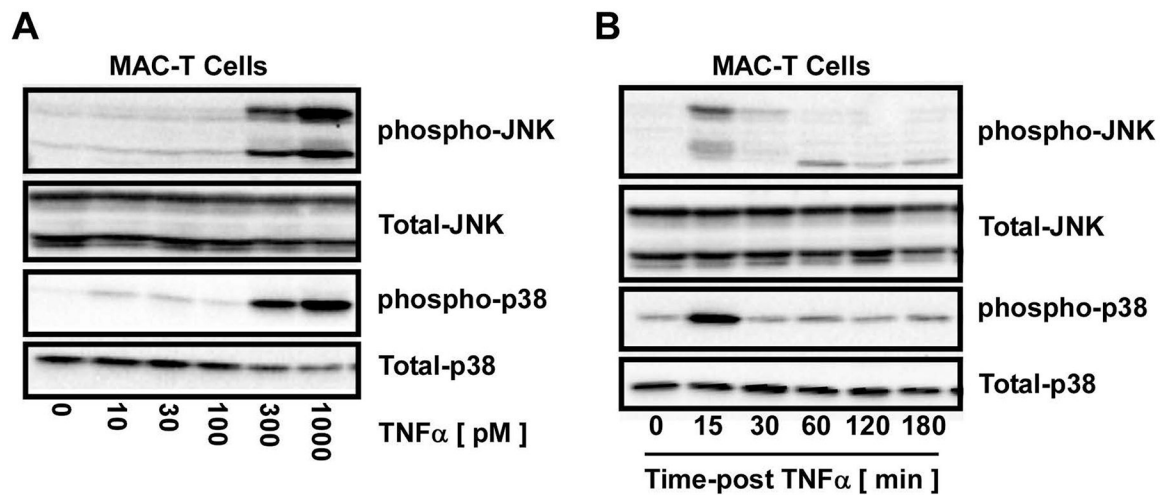 A
MAC-T Cells
phospho-JNK
Total-JNK
phospho-p38
Total-p38
0 10 30 100 300 1000
TNFα [ pM ]
B
MAC-T Cells
phospho-JNK
Total-JNK
phospho-p38
Total-p38
0 15 30 60 120 180
Time-post TNFα [ min ]